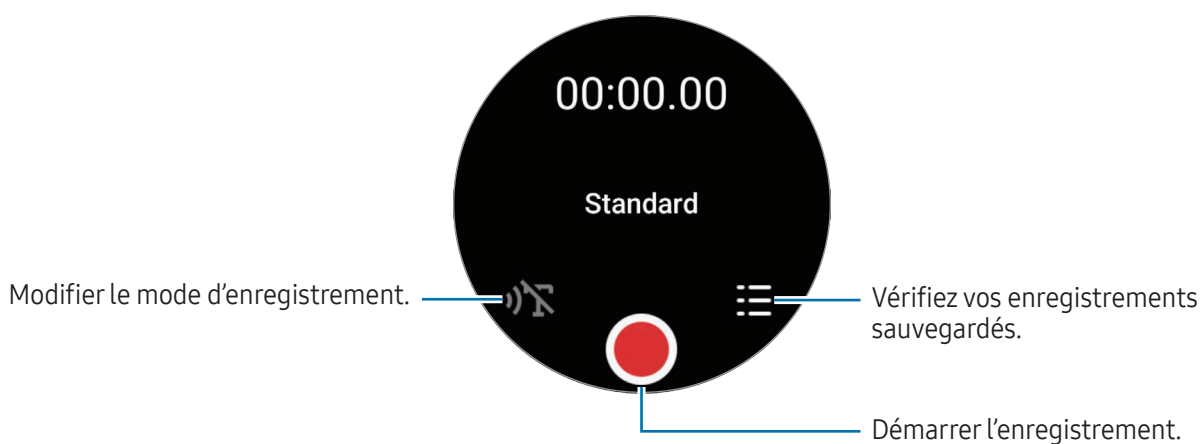 00:00.00
Standard
Modifier le mode d'enregistrement.
Vérifiez vos enregistrements
sauvegardés.
Démarrer l'enregistrement.